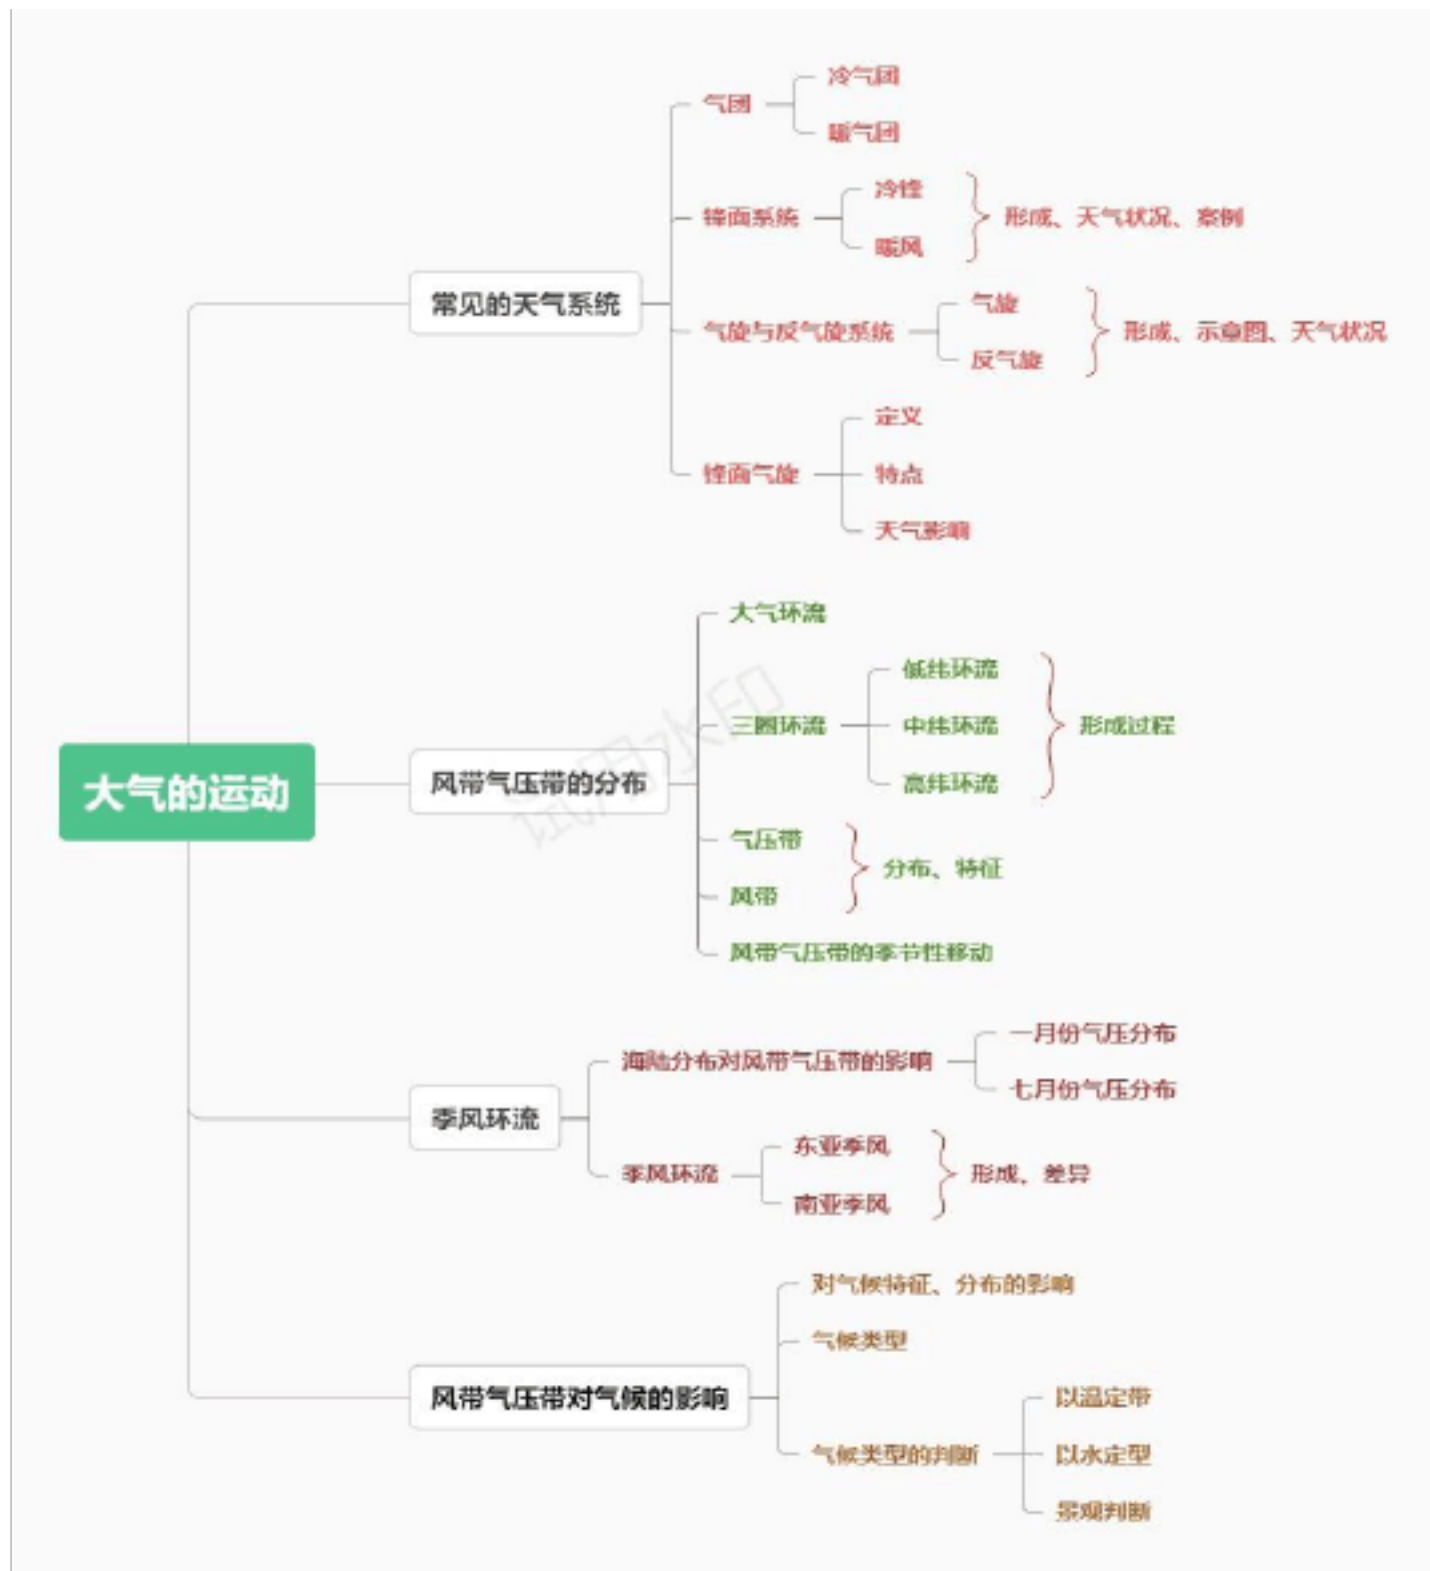 冷气团
气团
暖气团
冷锋
锋面系统
形成、天气状况、案例
暖风
常见的天气系统
气旋
气旋与反气旋系统
形成、示意图、天气状况
反气旋
定义
锋面气旋
特点
天气影响
大气环流
低纬环流
三圈环流
中纬环流
形成过程
高纬环流
大气的运动
风带气压带的分布
试用水印
气压带
分布、特征
风带
风带气压带的季节性移动
一月份气压分布
海陆分布对风带气压带的影响
七月份气压分布
季风环流
东亚季风
季风环流
形成、差异
南亚季风
对气候特征、分布的影响
气候类型
风带气压带对气候的影响
以温定带
气候类型的判断
以水定型
景观判断